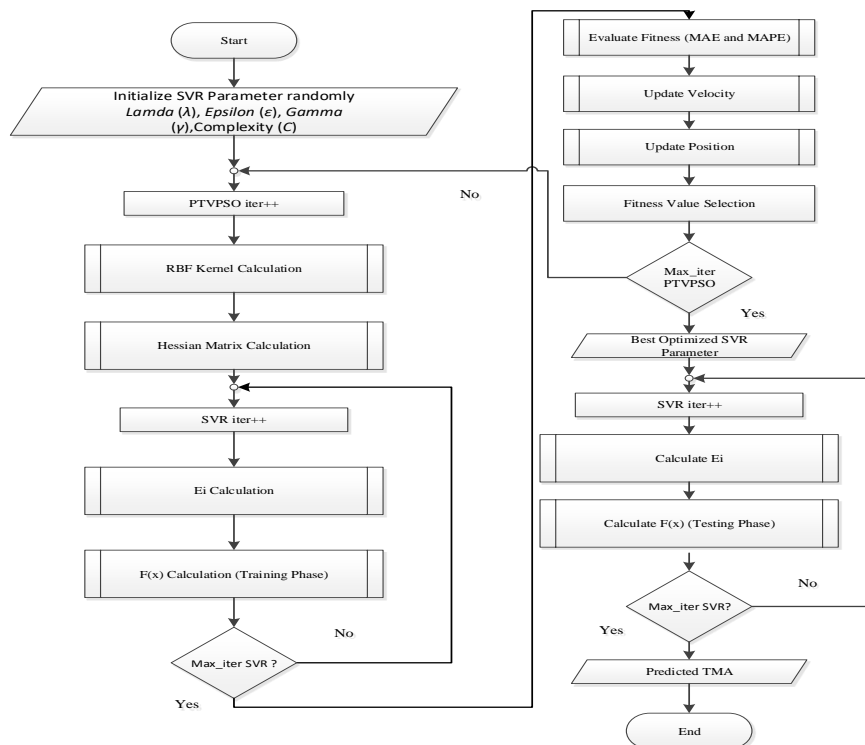 Start
Initialize SVR Parameter randomly
Lamda (λ), Epsilon (ε), Gamma
(γ),Complexity (C)
PTVPSO iter++
RBF Kernel Calculation
Hessian Matrix Calculation
SVR iter++
Ei Calculation
F(x) Calculation (Training Phase)
No
Max_iter SVR ?
Yes
Evaluate Fitness (MAE and MAPE)
Update Velocity
Update Position
No
Fitness Value Selection
Max_iter
PTVPSO
Yes
Best Optimized SVR
Parameter
SVR iter++
Calculate Ei
Calculate F(x) (Testing Phase)
No
Max_iter SVR?
Yes
Predicted TMA
End